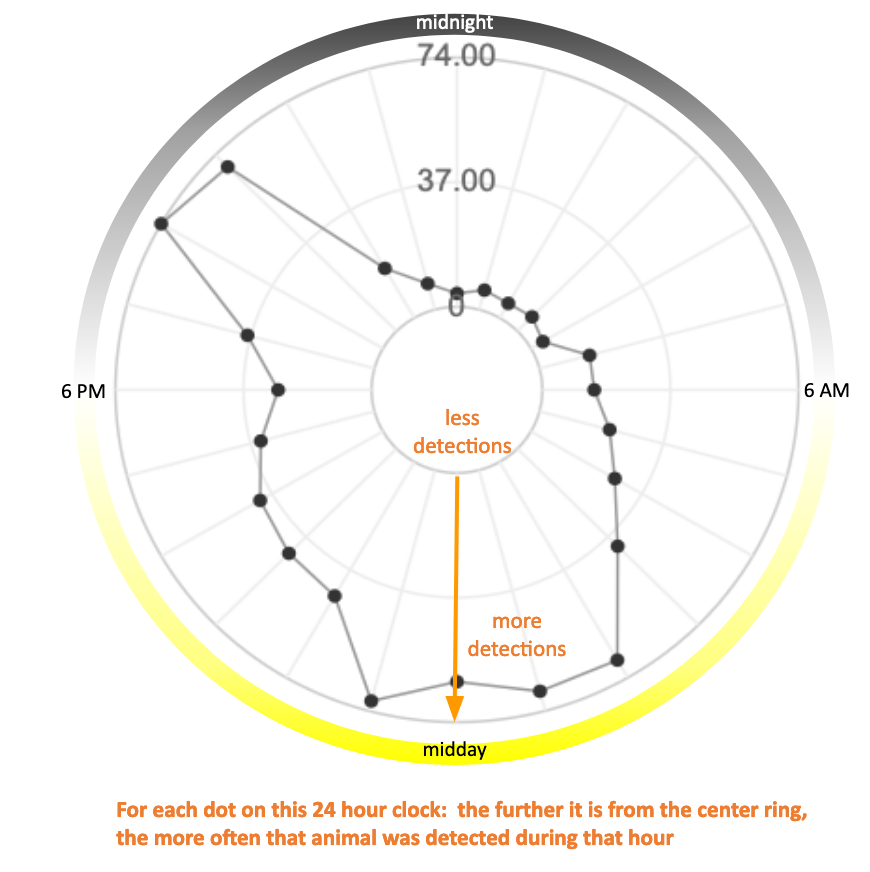 midnight
74.00
37.00
0
6 PM
6 AM
less
detections
more
detections
midday
For each dot on this 24 hour clock:  the further it is from the center ring,
the more often that animal was detected during that hour